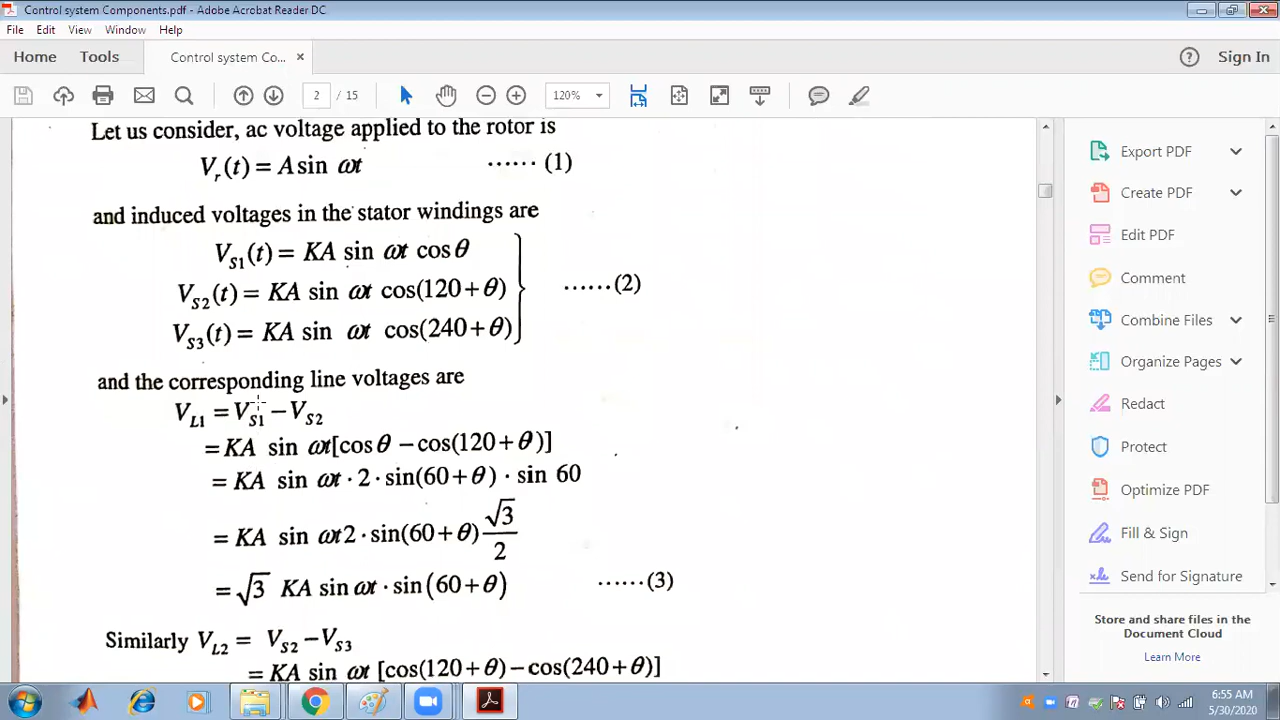 Control system Components.pdf - Adobe Acrobat Reader DC
File Edit View Window Help
Home Tools Control system Co... ×
Sign In
2 / 15 120%
Let us consider, ac voltage applied to the rotor is
V_r(t) = A sin ωt ...... (1)
and induced voltages in the stator windings are
V_S1(t) = KA sin ωt cos θ
V_S2(t) = KA sin ωt cos(120 + θ) ......(2)
V_S3(t) = KA sin ωt cos(240 + θ)
and the corresponding line voltages are
V_L1 = V_S1 − V_S2
= KA sin ωt[cos θ − cos(120 + θ)]
= KA sin ωt · 2 · sin(60 + θ) · sin 60
= KA sin ωt2 · sin(60 + θ) √3/2
= √3 KA sin ωt · sin(60 + θ) ......(3)
Similarly V_L2 = V_S2 − V_S3
= KA sin ωt [cos(120 + θ) − cos(240 + θ)]
Export PDF
Create PDF
Edit PDF
Comment
Combine Files
Organize Pages
Redact
Protect
Optimize PDF
Fill & Sign
Send for Signature
Store and share files in the
Document Cloud
Learn More
6:55 AM
5/30/2020